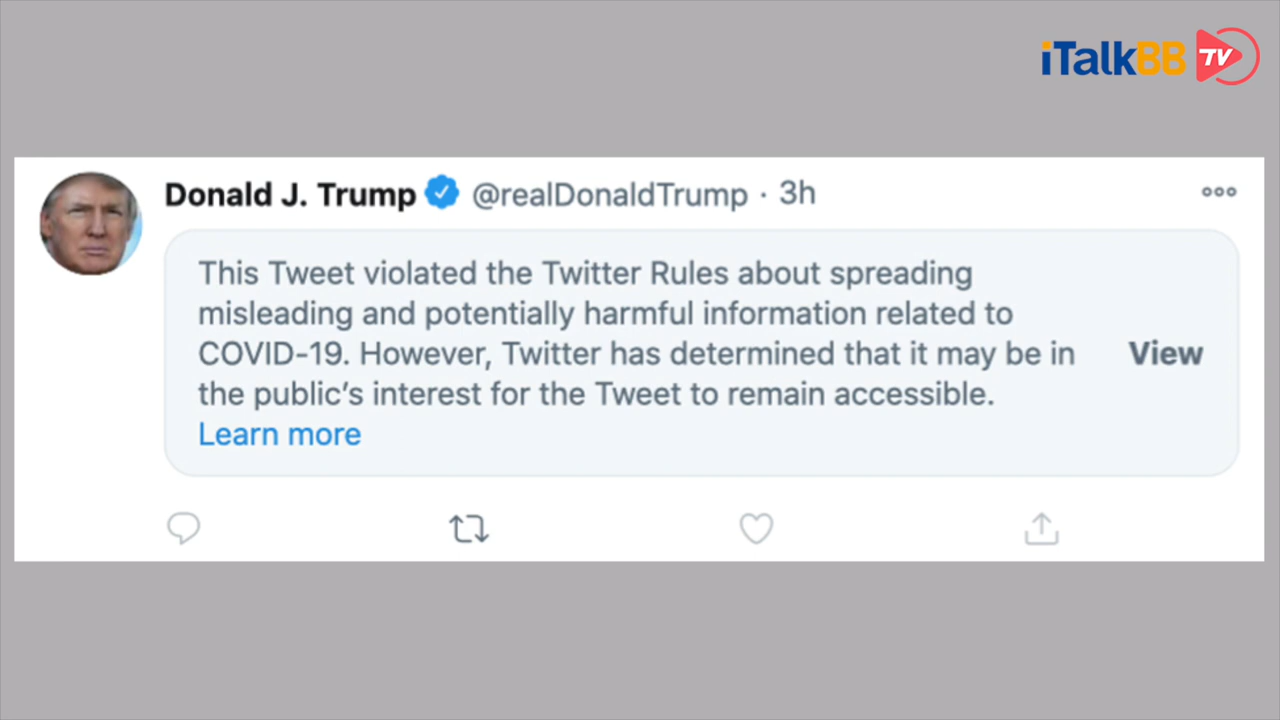 iTalkBB TV
Donald J. Trump @realDonaldTrump · 3h
This Tweet violated the Twitter Rules about spreading
misleading and potentially harmful information related to
COVID-19. However, Twitter has determined that it may be in
the public’s interest for the Tweet to remain accessible.
View
Learn more